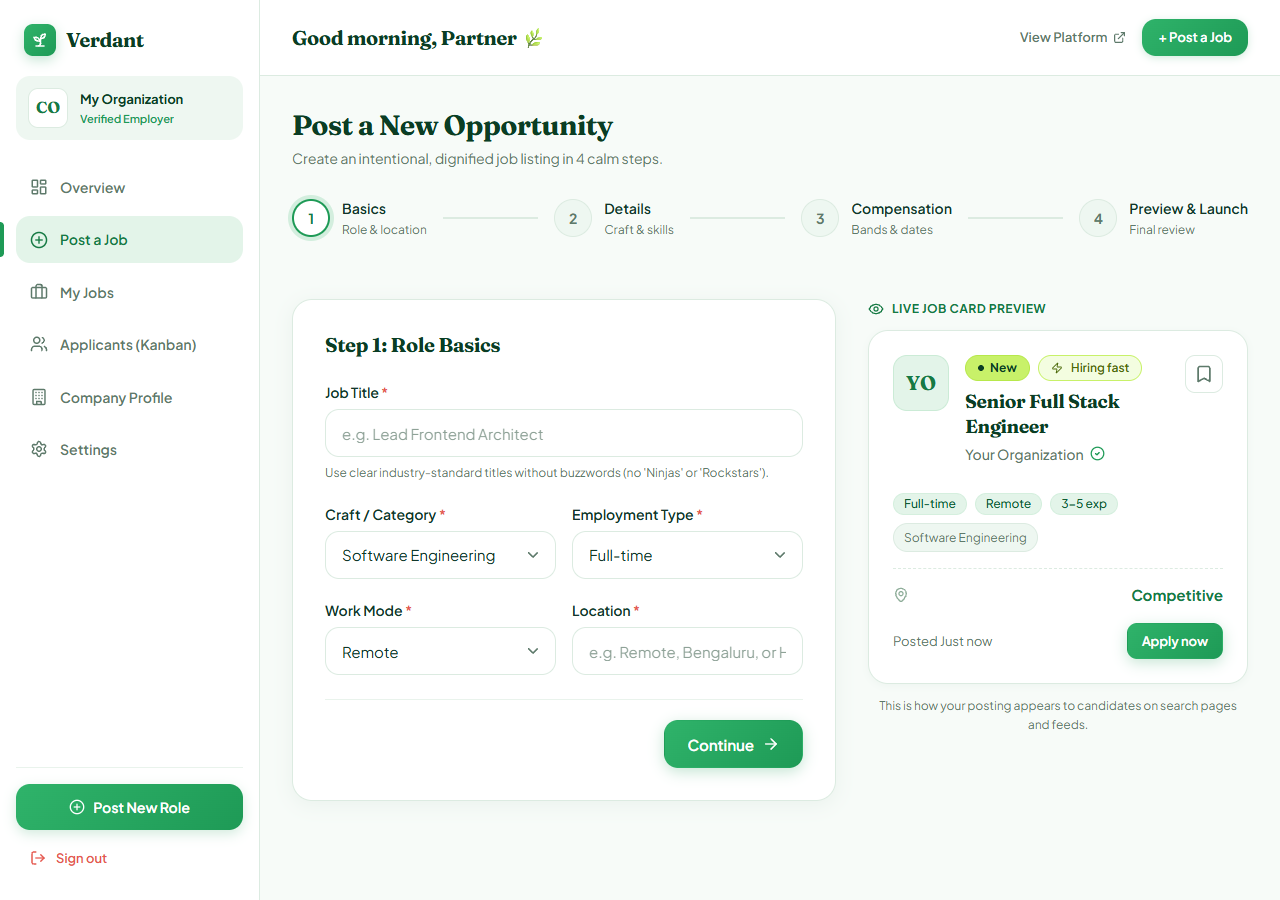 Verdant
CO
My Organization
Verified Employer
Overview
Post a Job
My Jobs
Applicants (Kanban)
Company Profile
Settings
Post New Role
Sign out
Good morning, Partner 🌿
View Platform
+ Post a Job
Post a New Opportunity
Create an intentional, dignified job listing in 4 calm steps.
1
Basics
Role & location
2
Details
Craft & skills
3
Compensation
Bands & dates
4
Preview & Launch
Final review
Step 1: Role Basics
Job Title *
e.g. Lead Frontend Architect
Use clear industry-standard titles without buzzwords (no 'Ninjas' or 'Rockstars').
Craft / Category *
Employment Type *
Software Engineering
Full-time
Work Mode *
Location *
Remote
e.g. Remote, Bengaluru, or H
Continue
LIVE JOB CARD PREVIEW
YO
New
Hiring fast
Senior Full Stack
Engineer
Your Organization
Full-time
Remote
3–5 exp
Software Engineering
Competitive
Posted Just now
Apply now
This is how your posting appears to candidates on search pages
and feeds.